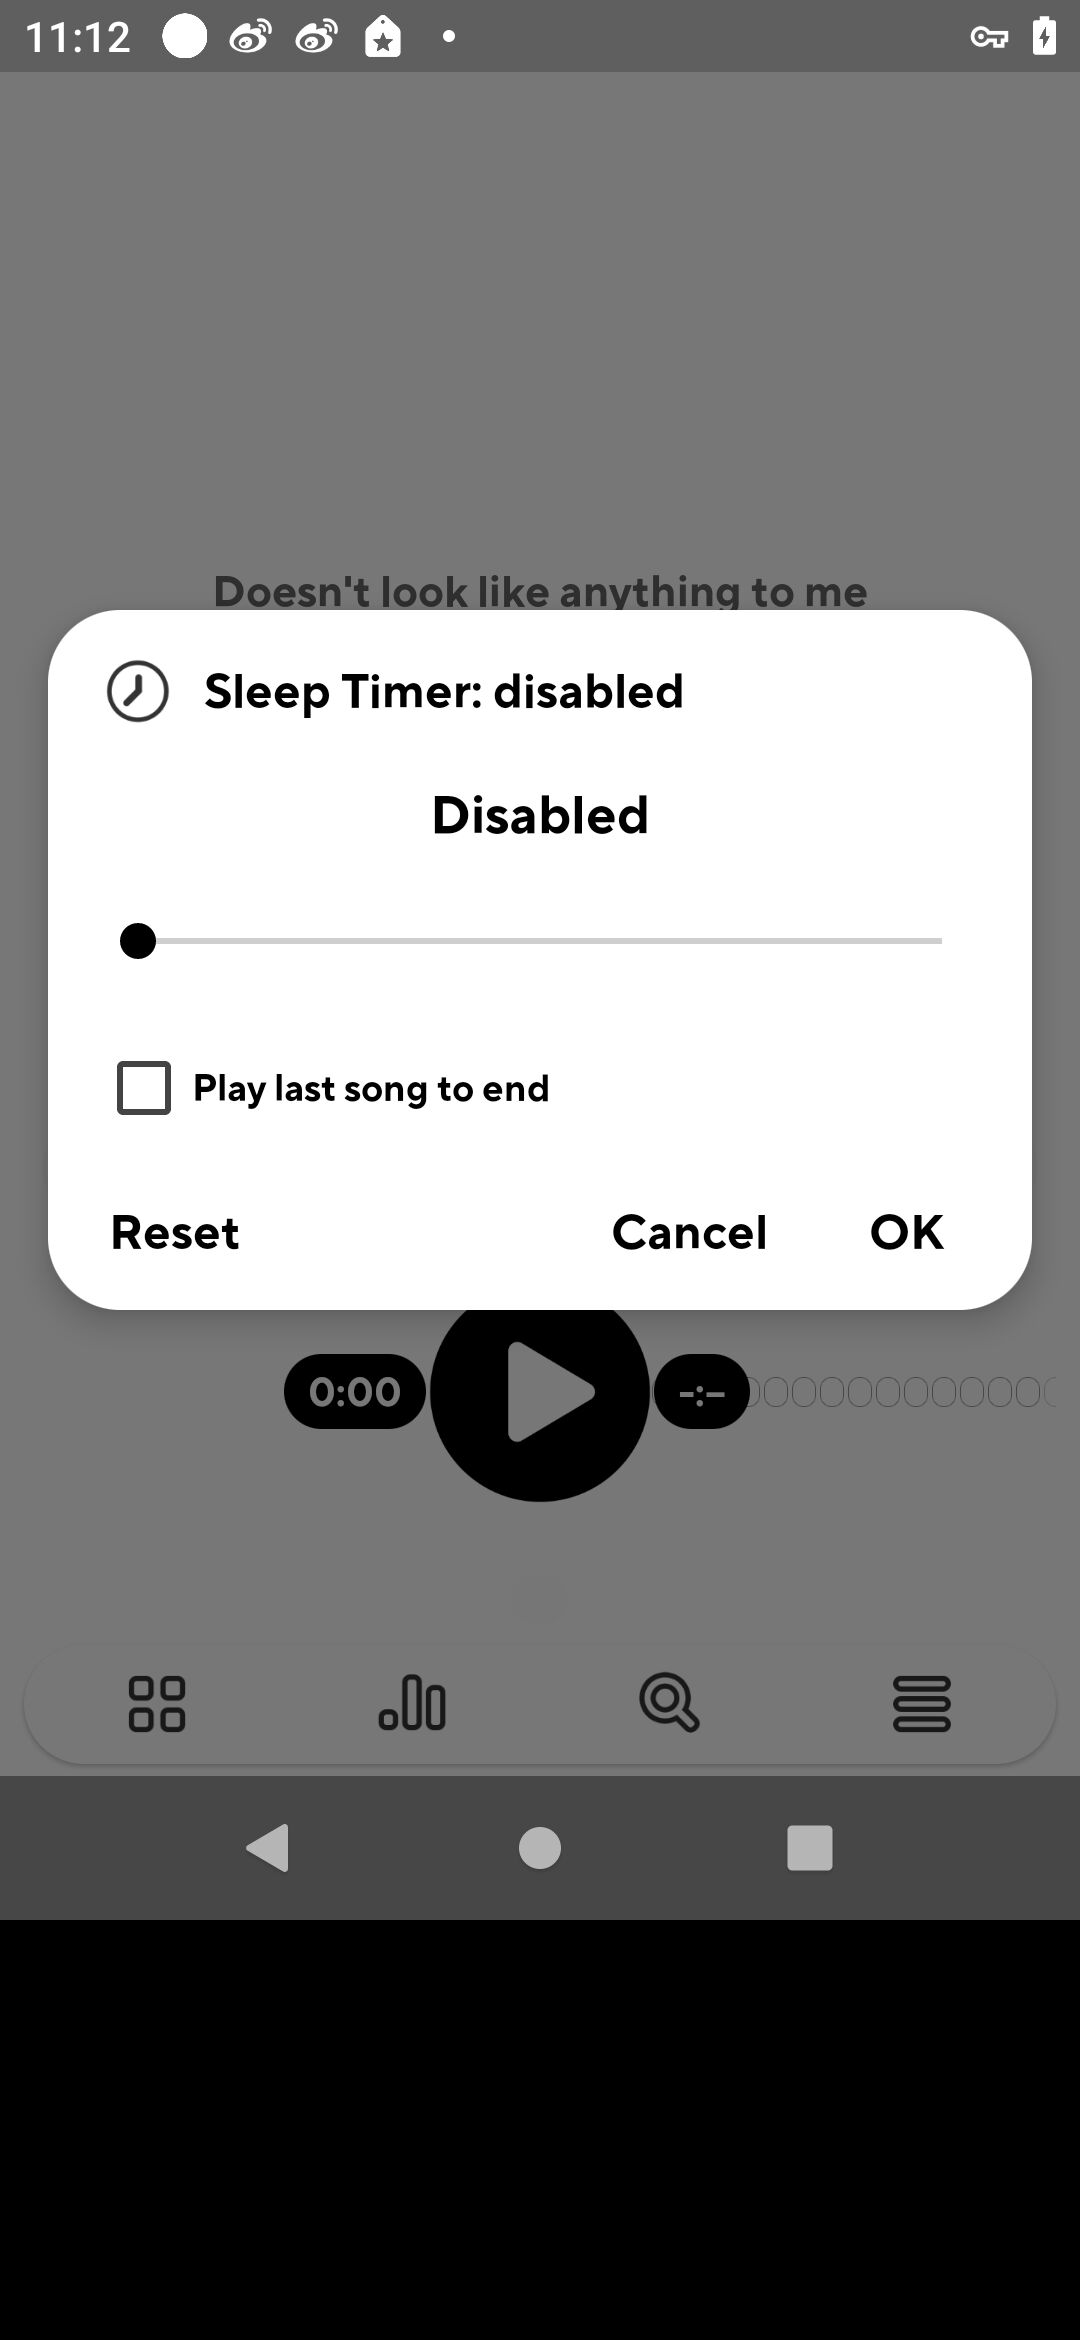 11:12
Doesn't look like anything to me
Sleep Timer: disabled
Disabled
Play last song to end
Reset Cancel OK
0:00 -:-